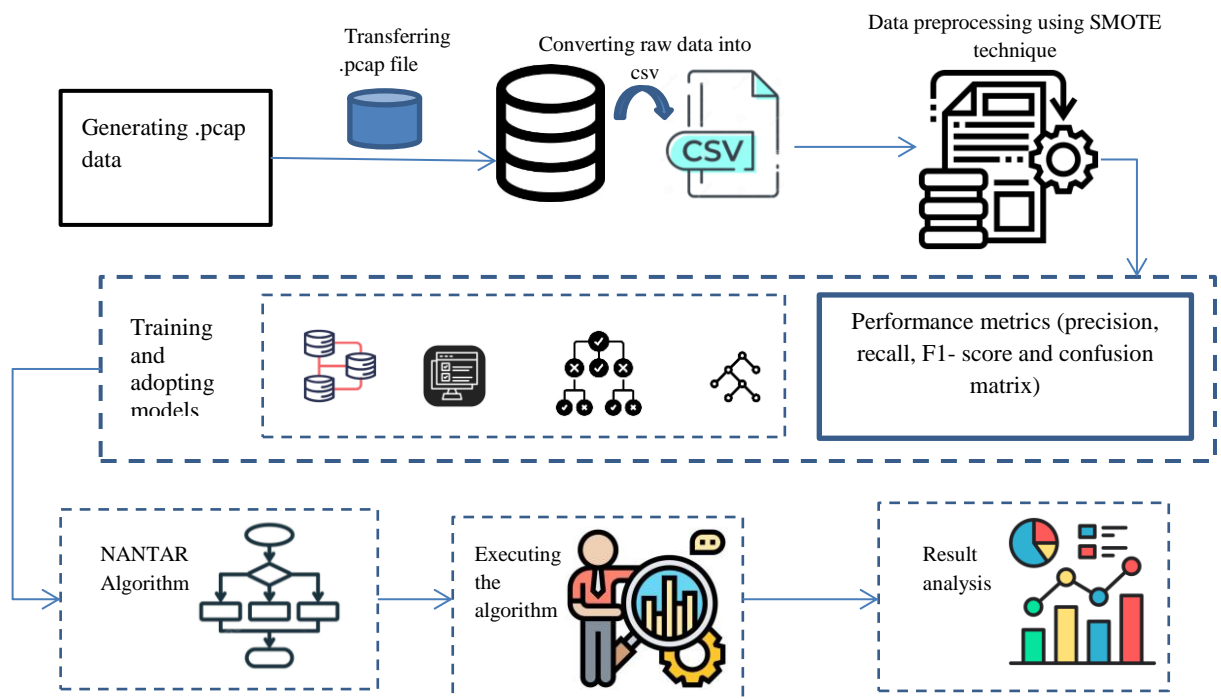 Transferring
.pcap file
Converting raw data into
csv
Data preprocessing using SMOTE
technique
Generating .pcap
data
CSV
Training
and
adopting
models
Performance metrics (precision,
recall, F1- score and confusion
matrix)
NANTAR
Algorithm
Executing
the
algorithm
Result
analysis